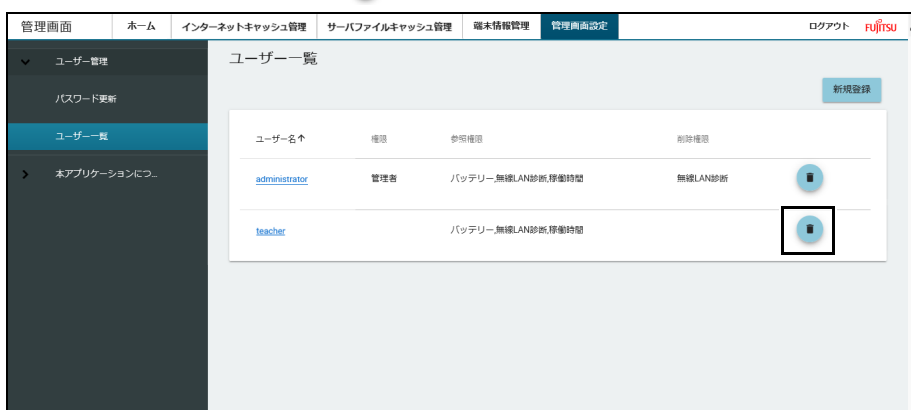 管理画面 ホーム インターネットキャッシュ管理 サーバファイルキャッシュ管理 端末情報管理 管理画面設定 ログアウト FUJITSU
ユーザー管理
パスワード更新
ユーザー一覧
本アプリケーションにつ...
ユーザー一覧
新規登録
ユーザー名↑ 権限 参照権限 削除権限
administrator 管理者 バッテリー,無線LAN診断,稼働時間 無線LAN診断
teacher バッテリー,無線LAN診断,稼働時間